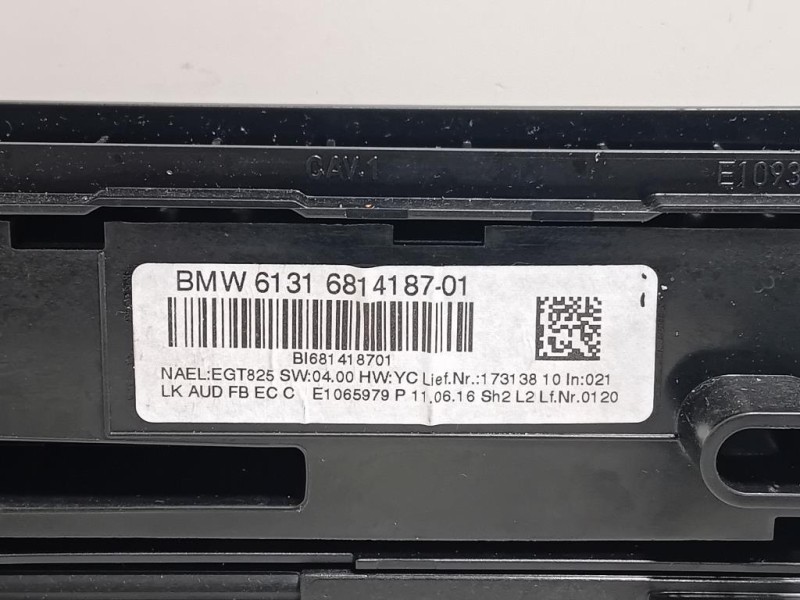 CAV.1 E1093
BMW 6131 6814187-01
BI681418701
NAEL:EGT825 SW:04.00 HW:YC Lief.Nr.:173138 10 In:021
LK AUD FB EC C E1065979 P 11.06.16 Sh2 L2 Lf.Nr.0120